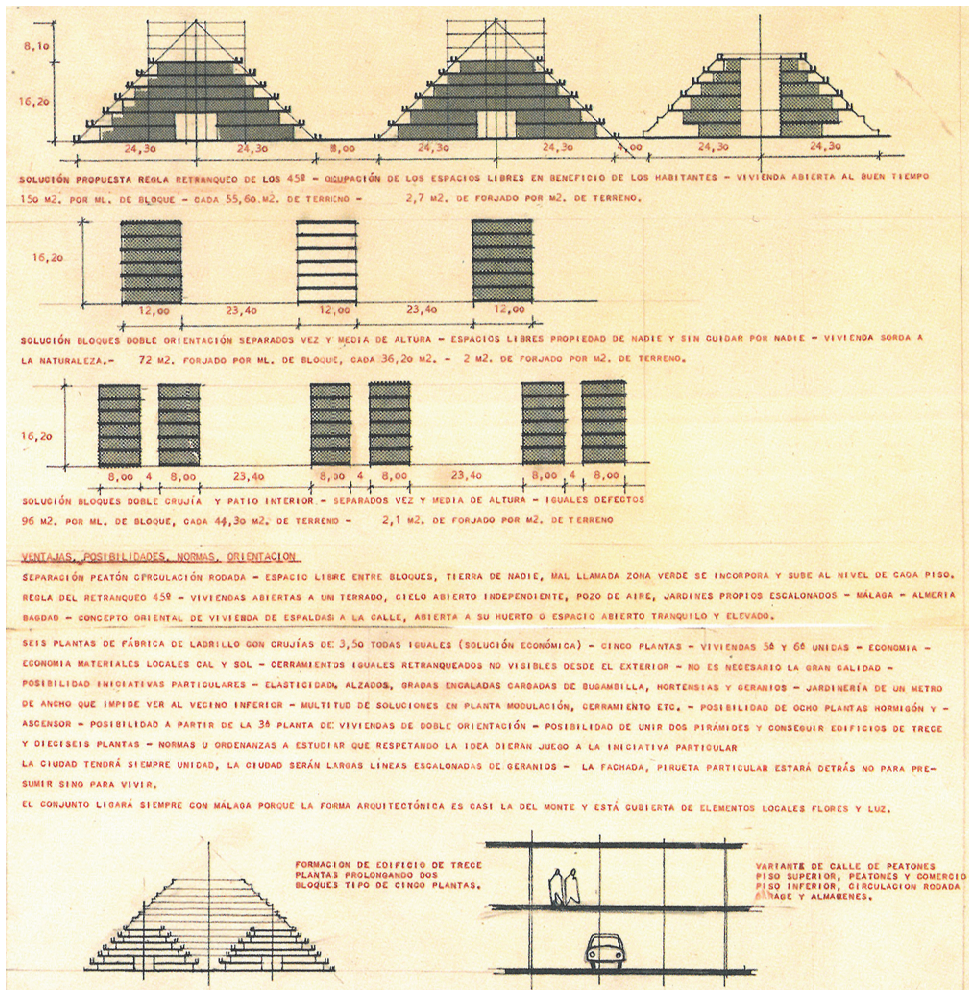 8,10
16,20
24,30 24,30 8,00 24,30 24,30 4,00 24,30 24,30
SOLUCIÓN PROPUESTA REGLA RETRANQUEO DE LOS 45º – OCUPACIÓN DE LOS ESPACIOS LIBRES EN BENEFICIO DE LOS HABITANTES – VIVIENDA ABIERTA AL BUEN TIEMPO
150 M2. POR ML. DE BLOQUE – CADA 55,60.M2. DE TERRIENO – 2,7 M2. DE FORJADO POR M2. DE TERRENO.
16,20
12,00 23,40 12,00 23,40 12,00
SOLUCIÓN BLOQUES DOBLE ORIENTACIÓN SEPARADOS VEZ Y MEDIA DE ALTURA – ESPACIOS LIBRES PROPIEDAD DE NADIE Y SIN CUIDAR POR NADIE – VIVIENDA SORDA A
LA NATURALEZA.– 72 M2. FORJADO POR ML. DE BLOQUE, CADA 36,20 M2. – 2 M2. DE FORJADO POR M2. DE TERRENO.
16,20
8,00 4 8,00 23,40 8,00 4 8,00 23,40 8,00 4 8,00
SOLUCIÓN BLOQUES DOBLE CRUJÍA Y PATIO INTERIOR – SEPARADOS VEZ Y MEDIA DE ALTURA – IGUALES DEFECTOS
96 M2. POR ML. DE BLOQUE, CADA 44,30 M2. DE TERRENO – 2,1 M2. DE FORJADO POR M2. DE TERRENO
VENTAJAS, POSIBILIDADES, NORMAS, ORIENTACION
SEPARACIÓN PEATÓN CIRCULACIÓN RODADA – ESPACIO LIBRE ENTRE BLOQUES, TIERRA DE NADIE, MAL LLAMADA ZONA VERDE SE INCORPORA Y SUBE AL NIVEL DE CADA PISO.
REGLA DEL RETRANQUEO 45º – VIVIENDAS ABIERTAS A UN TERRADO, CIELO ABIERTO INDEPENDIENTE, POZO DE AIRE, JARDINES PROPIOS ESCALONADOS – MÁLAGA – ALMERIA
BAGDAG – CONCEPTO ORIENTAL DE VIVIENDA DE ESPALDAS A LA CALLE, ABIERTA A SU HUERTO O ESPACIO ABIERTO TRANQUILO Y ELEVADO.
SEIS PLANTAS DE FÁBRICA DE LADRILLO CON CRUJÍAS DE 3,50 TODAS IGUALES (SOLUCIÓN ECONÓMICA) – CINCO PLANTAS – VIVIENDAS 5ª Y 6ª UNIDAS – ECONOMIA –
ECONOMIA MATERIALES LOCALES CAL Y SOL – CERRAMIENTOS IGUALES RETRANQUEADOS NO VISIBLES DESDE EL EXTERIOR – NO ES NECESARIO LA GRAN CALIDAD –
POSIBILIDAD INICIATIVAS PARTICULARES – ELASTICIDAD, ALZADOS, GRADAS ENCALADAS CARGADAS DE BUGAMBILLA, HORTENSIAS Y GERANIOS – JARDINERÍA DE UN METRO
DE ANCHO QUE IMPIDE VER AL VECINO INFERIOR – MULTITUD DE SOLUCIONES EN PLANTA MODULACIÓN, CERRAMIENTO ETC. – POSIBILIDAD DE OCHO PLANTAS HORMIGÓN Y –
ASCENSOR – POSIBILIDAD A PARTIR DE LA 3ª PLANTA DE VIVIENDAS DE DOBLE ORIENTACIÓN – POSIBILIDAD DE UNIR DOS PIRÁMIDES Y CONSEGUIR EDIFICIOS DE TRECE
Y DIECISEIS PLANTAS – NORMAS U ORDENANZAS A ESTUDIAR QUE RESPETANDO LA IDEA DIERAN JUEGO A LA INICIATIVA PARTICULAR
LA CIUDAD TENDRÁ SIEMPRE UNIDAD, LA CIUDAD SERÁN LARGAS LÍNEAS ESCALONADAS DE GERANIOS – LA FACHADA, PIRUETA PARTICULAR ESTARÁ DETRÁS NO PARA PRE-
SUMIR SINO PARA VIVIR.
EL CONJUNTO LIGARÁ SIEMPRE CON MÁLAGA PORQUE LA FORMA ARQUITECTÓNICA ES CASI LA DEL MONTE Y ESTÁ CUBIERTA DE ELEMENTOS LOCALES FLORES Y LUZ.
FORMACION DE EDIFICIO DE TRECE
PLANTAS PROLONGANDO DOS
BLOQUES TIPO DE CINCO PLANTAS.
VARIANTE DE CALLE DE PEATONES
PISO SUPERIOR, PEATONES Y COMERCIO
PISO INFERIOR, CIRCULACION RODADA
GARAGE Y ALMABENES.